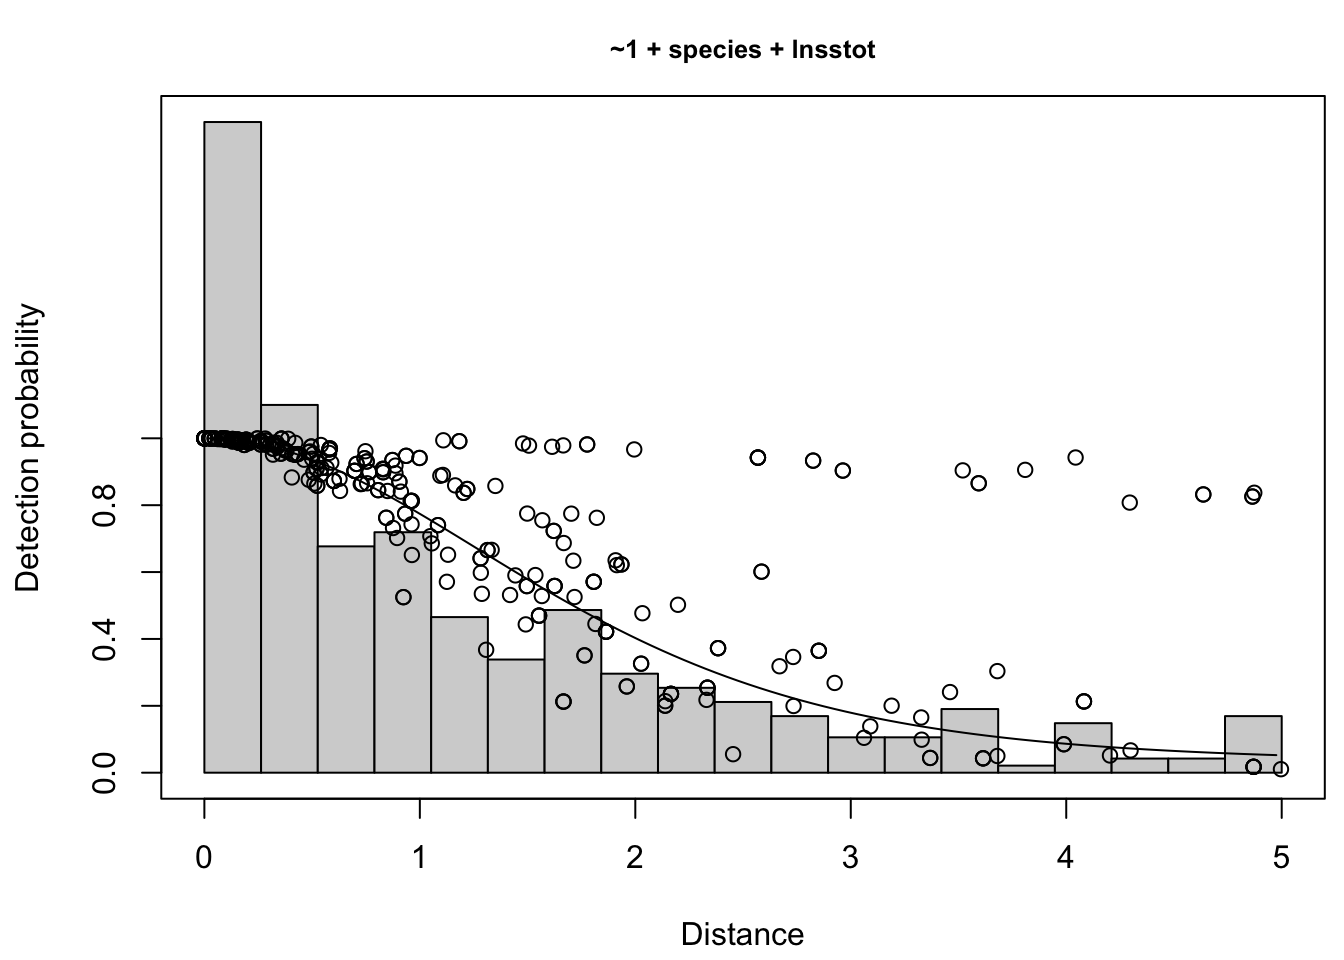 ~1 + species + lnsstot
Detection probability
0.8
0.4
0.0
0 1 2 3 4 5
Distance